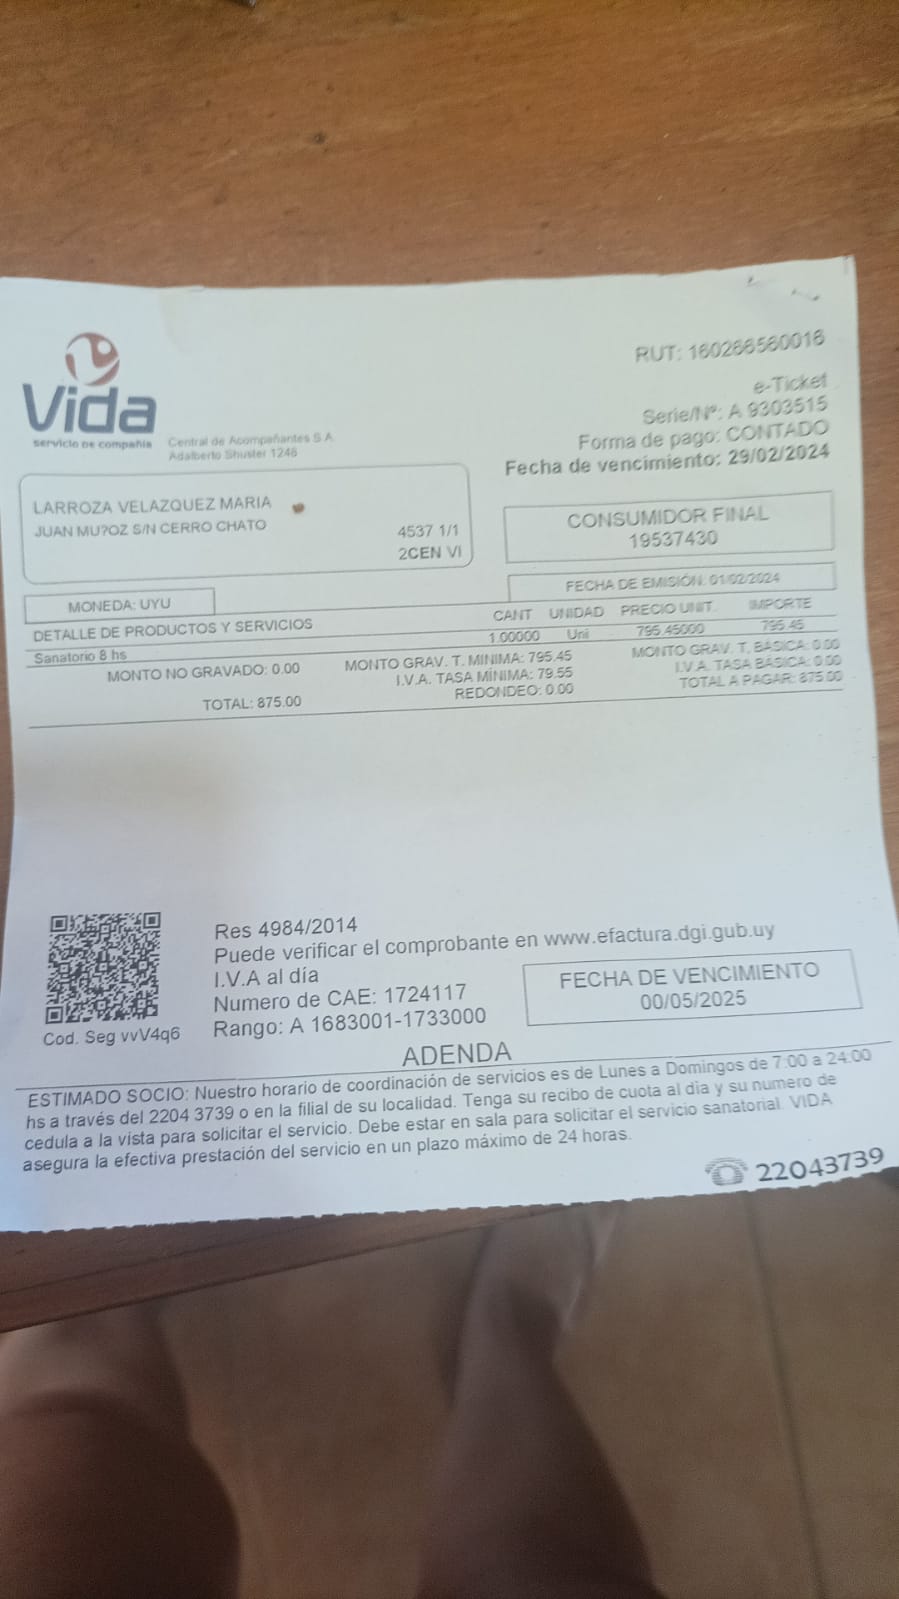 Vida
SERVICIO DE COMPAÑIA
Central de Acompañantes S.A.
Adalberto Shuster 1246
RUT: 160266560016
e-Ticket
Serie/Nº: A 9303515
Forma de pago: CONTADO
Fecha de vencimiento: 29/02/2024
LARROZA VELAZQUEZ MARIA
JUAN MU?OZ S/N CERRO CHATO
4537 1/1
2CEN VI
CONSUMIDOR FINAL
19537430
FECHA DE EMISIÓN: 01/02/2024
MONEDA: UYU
DETALLE DE PRODUCTOS Y SERVICIOS CANT UNIDAD PRECIO UNIT. IMPORTE
Sanatorio 8 hs 1.00000 Uni 795.45000 795.45
MONTO NO GRAVADO: 0.00 MONTO GRAV. T. MINIMA: 795.45 MONTO GRAV. T. BÁSICA: 0.00
I.V.A. TASA MÍNIMA: 79.55 I.V.A. TASA BÁSICA: 0.00
TOTAL: 875.00 REDONDEO: 0.00 TOTAL A PAGAR: 875.00
Res 4984/2014
Puede verificar el comprobante en www.efactura.dgi.gub.uy
I.V.A al día
Numero de CAE: 1724117
Rango: A 1683001-1733000
FECHA DE VENCIMIENTO
00/05/2025
Cod. Seg vvV4q6
ADENDA
ESTIMADO SOCIO: Nuestro horario de coordinación de servicios es de Lunes a Domingos de 7:00 a 24:00
hs a través del 2204 3739 o en la filial de su localidad. Tenga su recibo de cuota al dia y su numero de
cedula a la vista para solicitar el servicio. Debe estar en sala para solicitar el servicio sanatorial. VIDA
asegura la efectiva prestación del servicio en un plazo máximo de 24 horas.
22043739